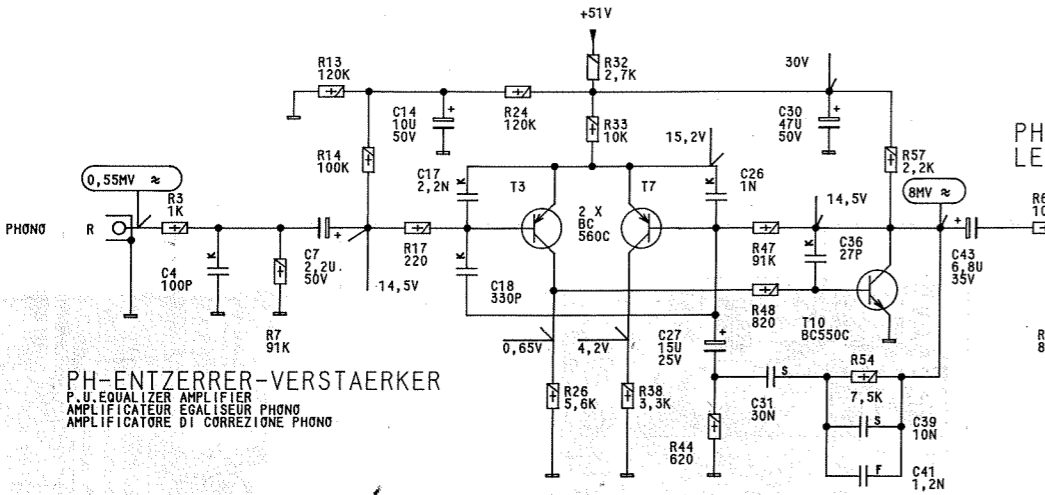 +51V
R13
120K
R32
2,7K
30V
C14
10U
50V
+
R24
120K
R33
10K
15,2V
C30
47U
50V
+
PH
LE
R14
100K
C17
2,2N
K
T3
T7
K
C26
1N
R57
2,2K
0,55MV ≈
8MV ≈
R3
1K
14,5V
PHONO
R
2 X
BC
560C
K
C4
100P
C7
2,2U
50V
+
R17
220
R47
91K
K
C36
27P
+
C43
6,8U
35V
R6
10
14,5V
K
C18
330P
R48
820
T10
BC550C
R7
91K
0,65V
4,2V
C27
15U
25V
+
R
8
PH-ENTZERRER-VERSTAERKER
P.U.EQUALIZER AMPLIFIER
AMPLIFICATEUR EGALISEUR PHONO
AMPLIFICATORE DI CORREZIONE PHONO
R26
5,6K
R38
3,3K
S
C31
30N
R54
7,5K
R44
620
S
C39
10N
F
C41
1,2N